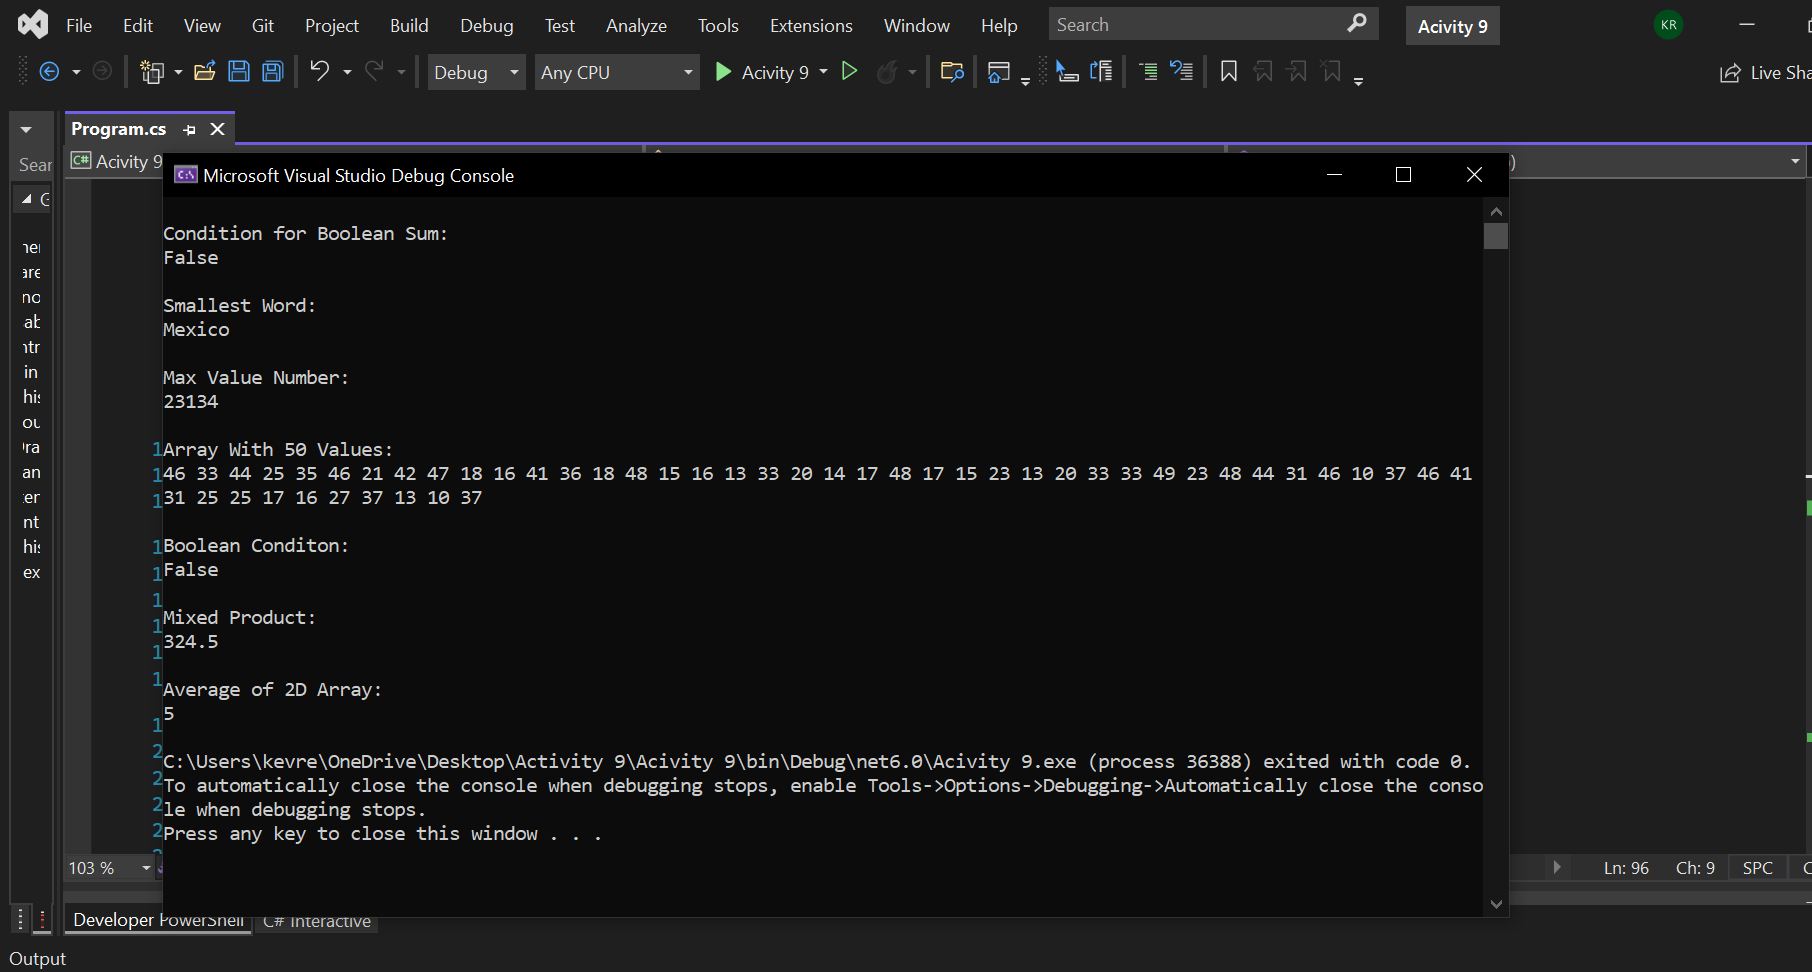 File Edit View Git Project Build Debug Test Analyze Tools Extensions Window Help Search Acivity 9 KR
Debug Any CPU Acivity 9 Live Sha
Program.cs
Sear
C# Acivity 9
C:\ Microsoft Visual Studio Debug Console
Condition for Boolean Sum:
False
Smallest Word:
Mexico
Max Value Number:
23134
Array With 50 Values:
46 33 44 25 35 46 21 42 47 18 16 41 36 18 48 15 16 13 33 20 14 17 48 17 15 23 13 20 33 33 49 23 48 44 31 46 10 37 46 41
31 25 25 17 16 27 37 13 10 37
Boolean Conditon:
False
Mixed Product:
324.5
Average of 2D Array:
5
C:\Users\kevre\OneDrive\Desktop\Activity 9\Acivity 9\bin\Debug\net6.0\Acivity 9.exe (process 36388) exited with code 0.
To automatically close the console when debugging stops, enable Tools->Options->Debugging->Automatically close the conso
le when debugging stops.
Press any key to close this window . . .
103 % Ln: 96 Ch: 9 SPC
Developer PowerShell C# Interactive
Output